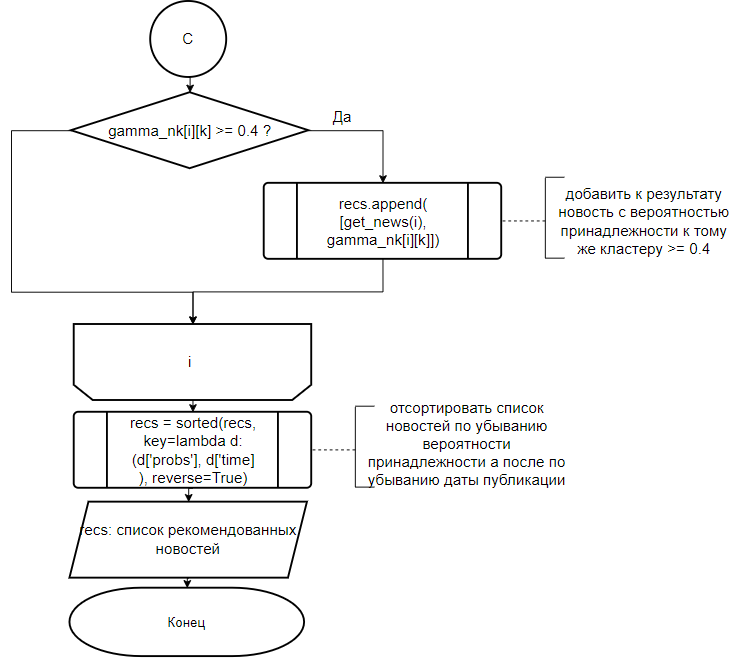 C
gamma_nk[i][k] >= 0.4 ?
Да
recs.append(
[get_news(i),
gamma_nk[i][k]])
добавить к результату
новость с вероятностью
принадлежности к тому
же кластеру >= 0.4
i
recs = sorted(recs,
key=lambda d:
(d['probs'], d['time]
), reverse=True)
отсортировать список
новостей по убыванию
вероятности
принадлежности а после по
убыванию даты публикации
recs: список рекомендованных
новостей
Конец